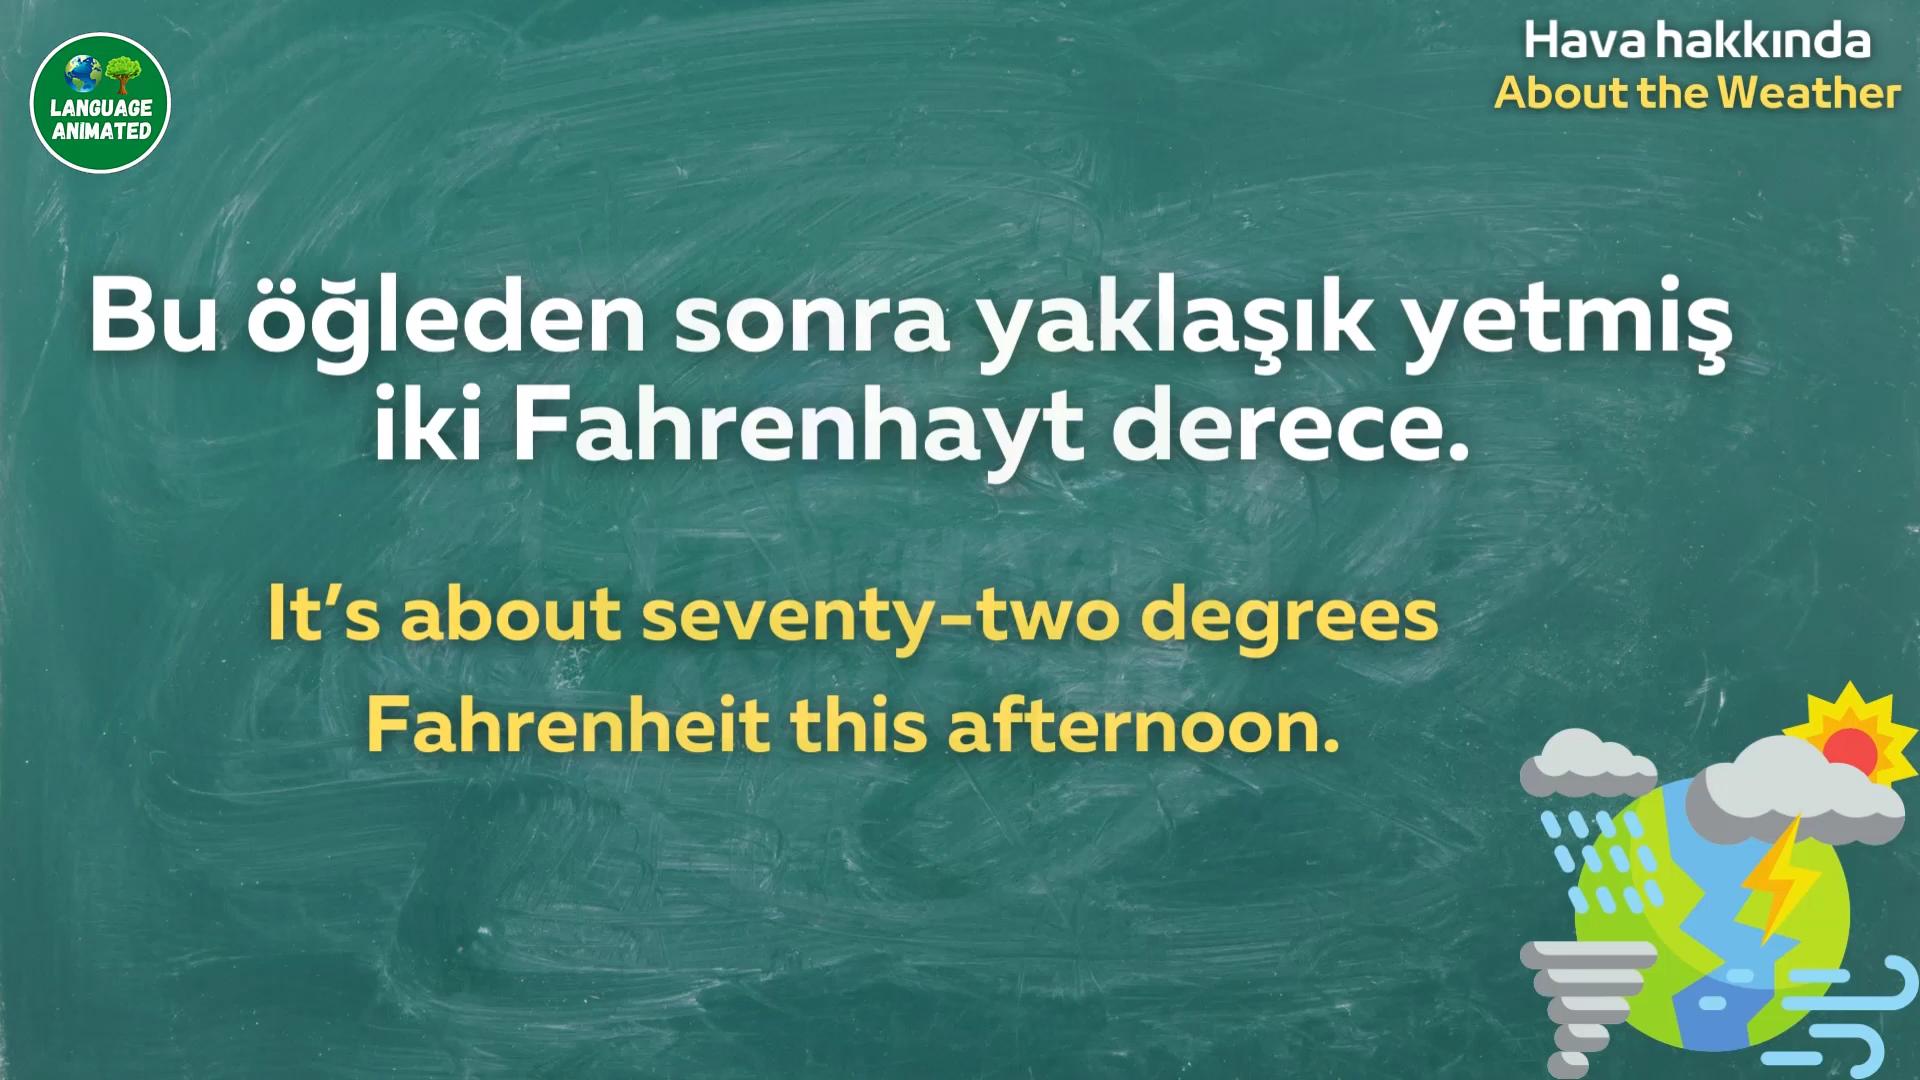 LANGUAGE
ANIMATED
Hava hakkında
About the Weather
Bu öğleden sonra yaklaşık yetmiş
iki Fahrenhayt derece.
It's about seventy-two degrees
Fahrenheit this afternoon.